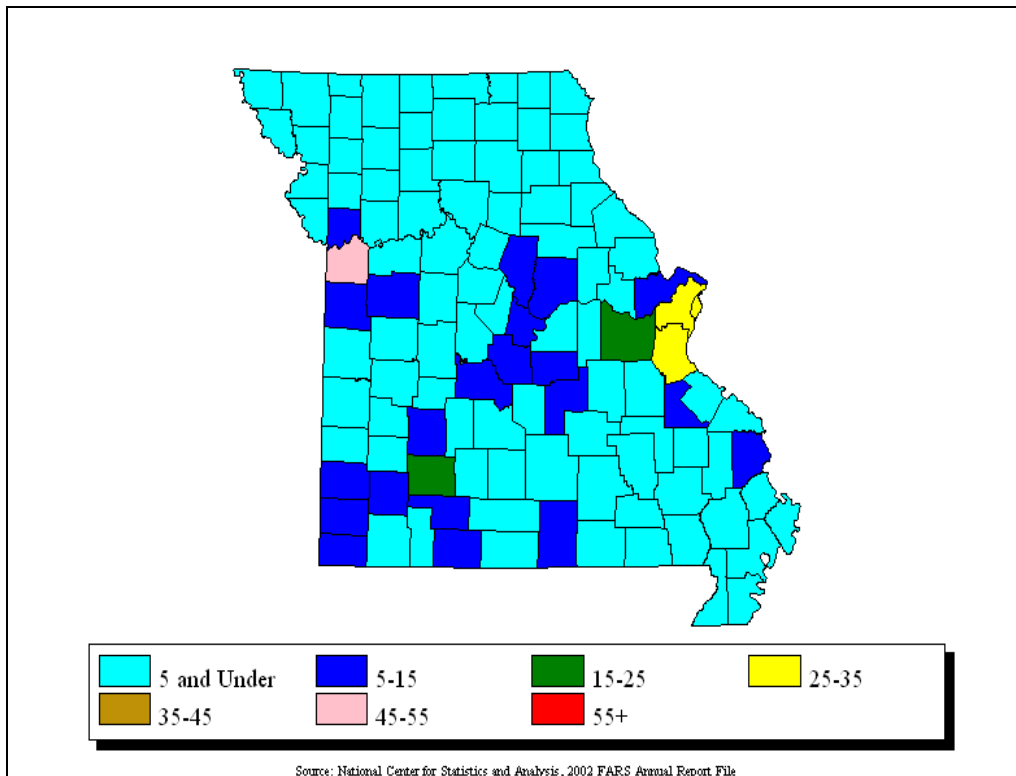 5 and Under 5-15 15-25 25-35
35-45 45-55 55+
Source: National Center for Statistics and Analysis, 2002 FARS Annual Report File